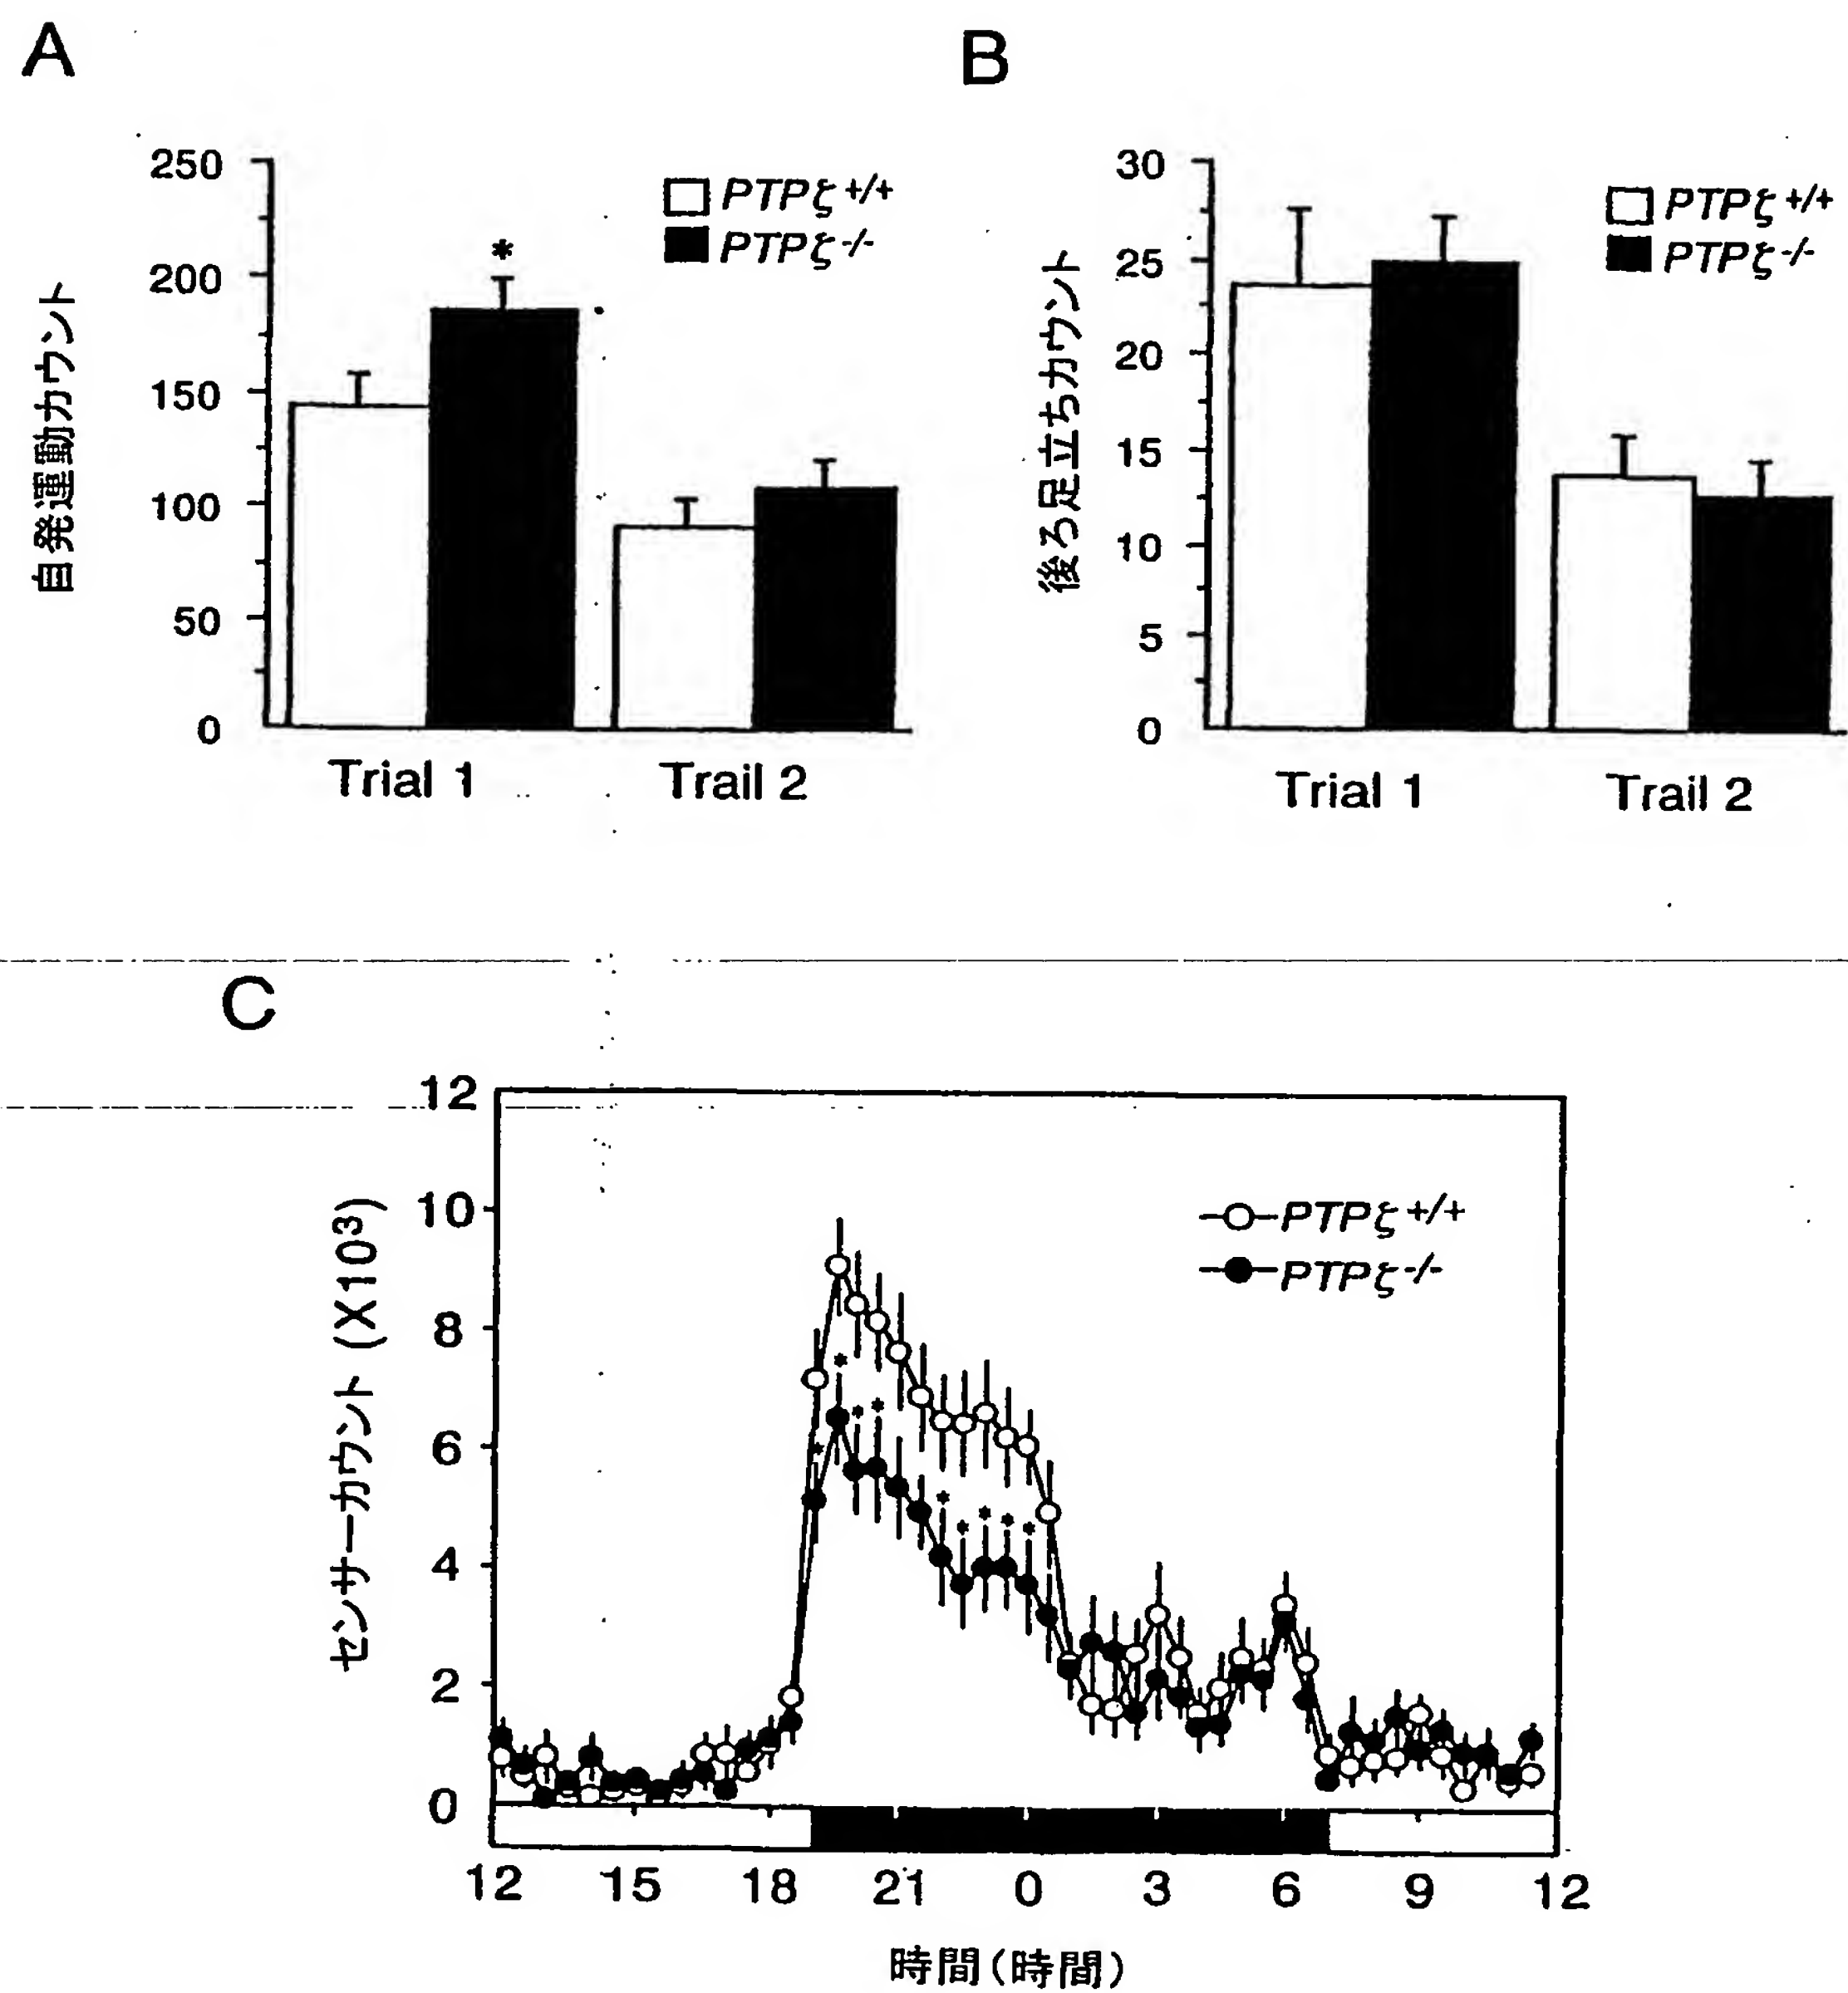 A
自発運動カウント
250
200
150
100
50
0
PTPζ +/+
PTPζ -/-
*
Trial 1
Trail 2
B
後ろ足立ちカウント
30
25
20
15
10
5
0
PTPζ +/+
PTPζ -/-
Trial 1
Trail 2
C
センサーカウント (X10³)
12
10
8
6
4
2
0
PTPζ +/+
PTPζ -/-
* * * * * * * * *
12 15 18 21 0 3 6 9 12
時間(時間)